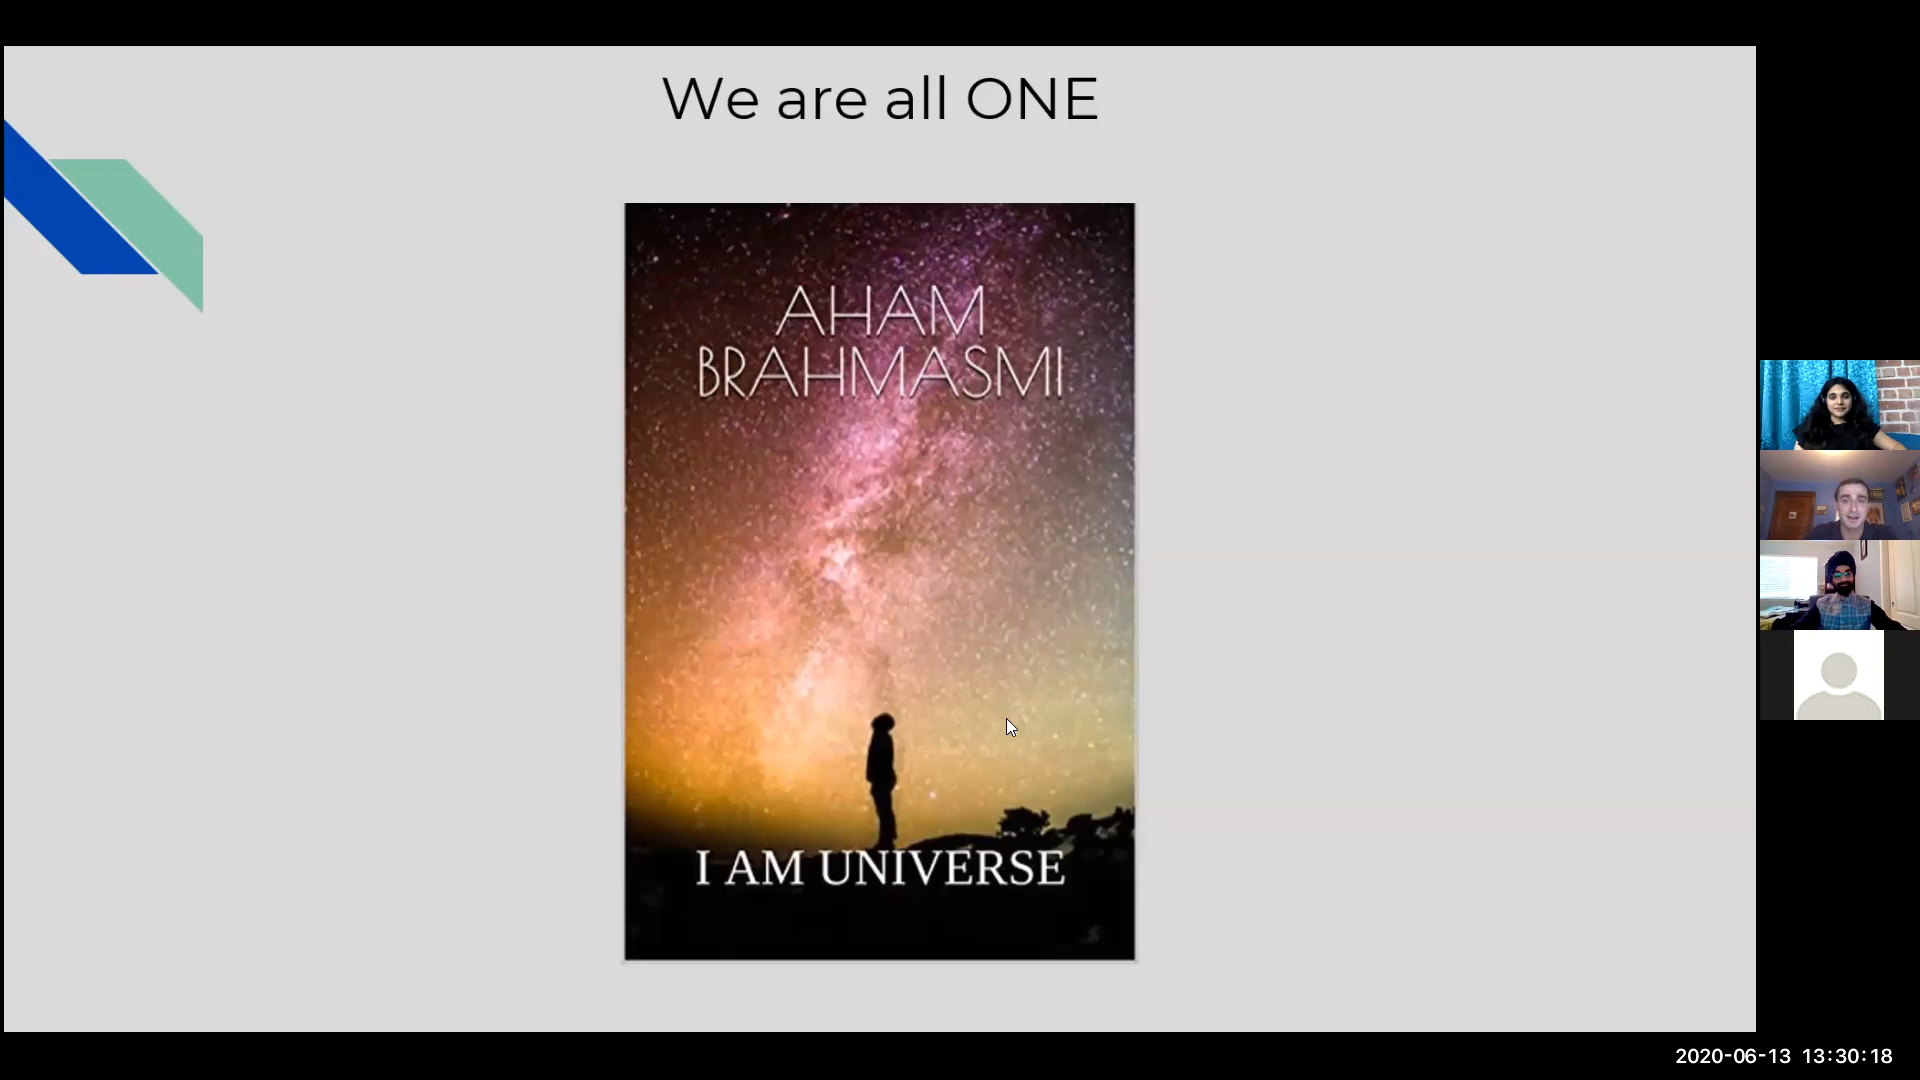 We are all ONE
AHAM
BRAHMASMI
I AM UNIVERSE
2020-06-13 13:30:18